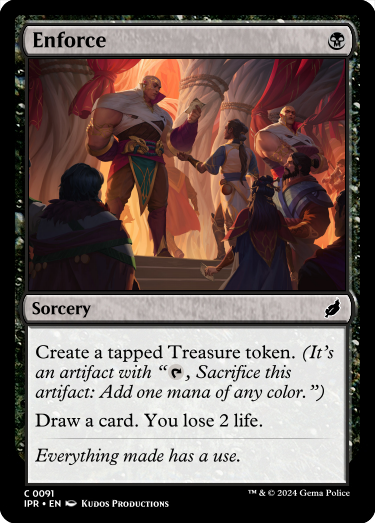 Enforce
Sorcery
Create a tapped Treasure token. (It's
an artifact with “, Sacrifice this
artifact: Add one mana of any color.”)
Draw a card. You lose 2 life.
Everything made has a use.
C 0091
IPR • EN Kudos Productions
™ & © 2024 Gema Police